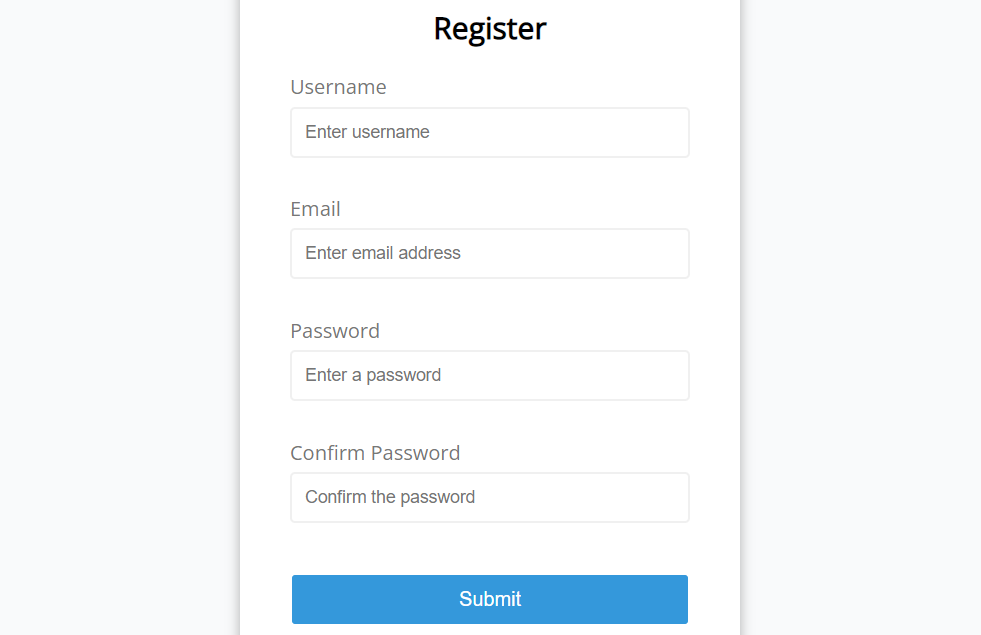 Register
Username
Enter username
Email
Enter email address
Password
Enter a password
Confirm Password
Confirm the password
Submit